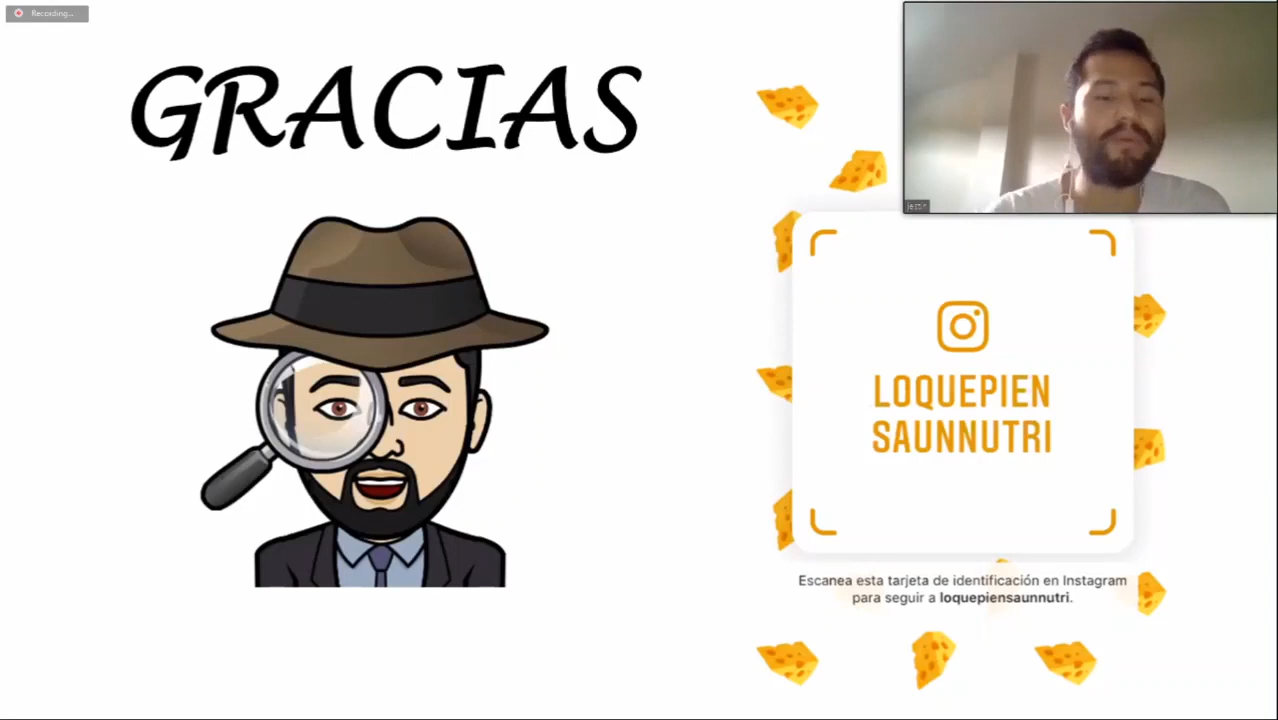 Recording...
GRACIAS
LOQUEPIEN
SAUNNUTRI
Escanea esta tarjeta de identificación en Instagram
para seguir a loquepiensaunnutri.